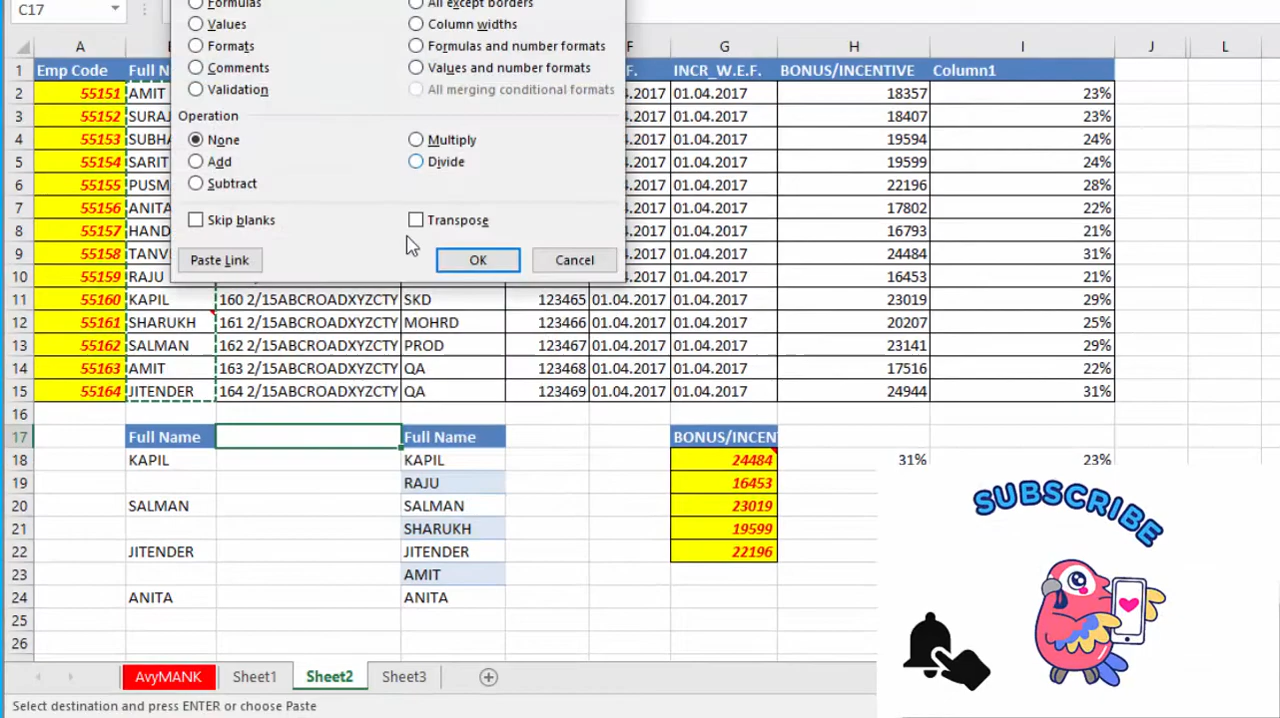 C17
Formulas All except borders
Values Column widths
Formats Formulas and number formats
Comments Values and number formats
Validation All merging conditional formats
Operation
None Multiply
Add Divide
Subtract
Skip blanks Transpose
Paste Link OK Cancel
A F G H I J L
1 Emp Code Full N F. INCR_W.E.F. BONUS/INCENTIVE Column1
2 55151 AMIT .2017 01.04.2017 18357 23%
3 55152 SURA .2017 01.04.2017 18407 23%
4 55153 SUBH .2017 01.04.2017 19594 24%
5 55154 SARIT .2017 01.04.2017 19599 24%
6 55155 PUSM .2017 01.04.2017 22196 28%
7 55156 ANITA .2017 01.04.2017 17802 22%
8 55157 HAND .2017 01.04.2017 16793 21%
9 55158 TANV .2017 01.04.2017 24484 31%
10 55159 RAJU .2017 01.04.2017 16453 21%
11 55160 KAPIL 160 2/15ABCROADXYZCTY SKD 123465 01.04.2017 01.04.2017 23019 29%
12 55161 SHARUKH 161 2/15ABCROADXYZCTY MOHRD 123466 01.04.2017 01.04.2017 20207 25%
13 55162 SALMAN 162 2/15ABCROADXYZCTY PROD 123467 01.04.2017 01.04.2017 23141 29%
14 55163 AMIT 163 2/15ABCROADXYZCTY QA 123468 01.04.2017 01.04.2017 17516 22%
15 55164 JITENDER 164 2/15ABCROADXYZCTY QA 123469 01.04.2017 01.04.2017 24944 31%
16
17 Full Name Full Name BONUS/INCEN
18 KAPIL KAPIL 24484 31% 23%
19 RAJU 16453
20 SALMAN SALMAN 23019
21 SHARUKH 19599
22 JITENDER JITENDER 22196
23 AMIT
24 ANITA ANITA
25
26
SUBSCRIBE
AvyMANK Sheet1 Sheet2 Sheet3
Select destination and press ENTER or choose Paste